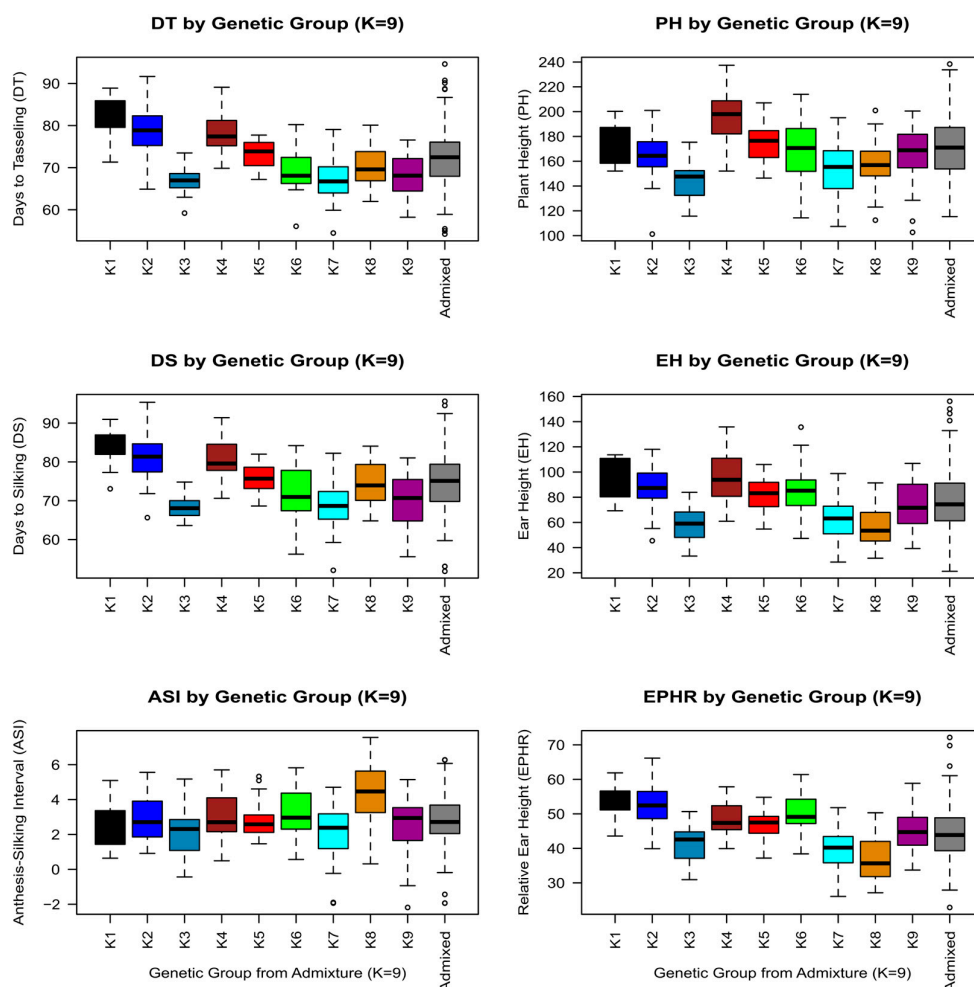 DT by Genetic Group (K=9)
Days to Tasseling (DT)
90
80
70
60
K1
K2
K3
K4
K5
K6
K7
K8
K9
Admixed
PH by Genetic Group (K=9)
Plant Height (PH)
240
220
200
180
160
140
120
100
K1
K2
K3
K4
K5
K6
K7
K8
K9
Admixed
DS by Genetic Group (K=9)
Days to Silking (DS)
90
80
70
60
K1
K2
K3
K4
K5
K6
K7
K8
K9
Admixed
EH by Genetic Group (K=9)
Ear Height (EH)
160
140
120
100
80
60
40
20
K1
K2
K3
K4
K5
K6
K7
K8
K9
Admixed
ASI by Genetic Group (K=9)
Anthesis-Silking Interval (ASI)
6
4
2
0
−2
K1
K2
K3
K4
K5
K6
K7
K8
K9
Admixed
Genetic Group from Admixture (K=9)
EPHR by Genetic Group (K=9)
Relative Ear Height (EPHR)
70
60
50
40
30
K1
K2
K3
K4
K5
K6
K7
K8
K9
Admixed
Genetic Group from Admixture (K=9)